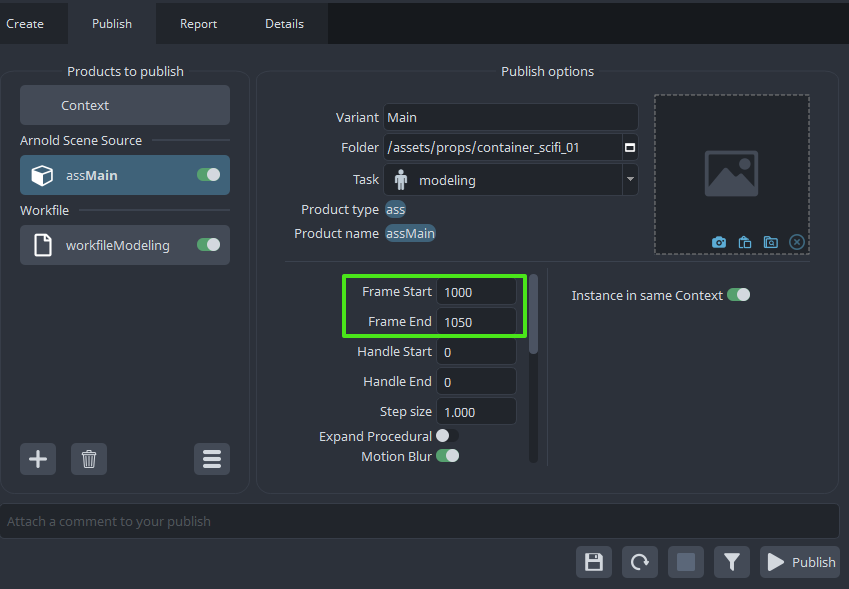 Create Publish Report Details
Products to publish
Context
Arnold Scene Source
assMain
Workfile
workfileModeling
Publish options
Variant Main
Folder /assets/props/container_scifi_01
Task modeling
Product type ass
Product name assMain
Frame Start 1000
Frame End 1050
Handle Start 0
Handle End 0
Step size 1.000
Expand Procedural
Motion Blur
Instance in same Context
Attach a comment to your publish
Publish